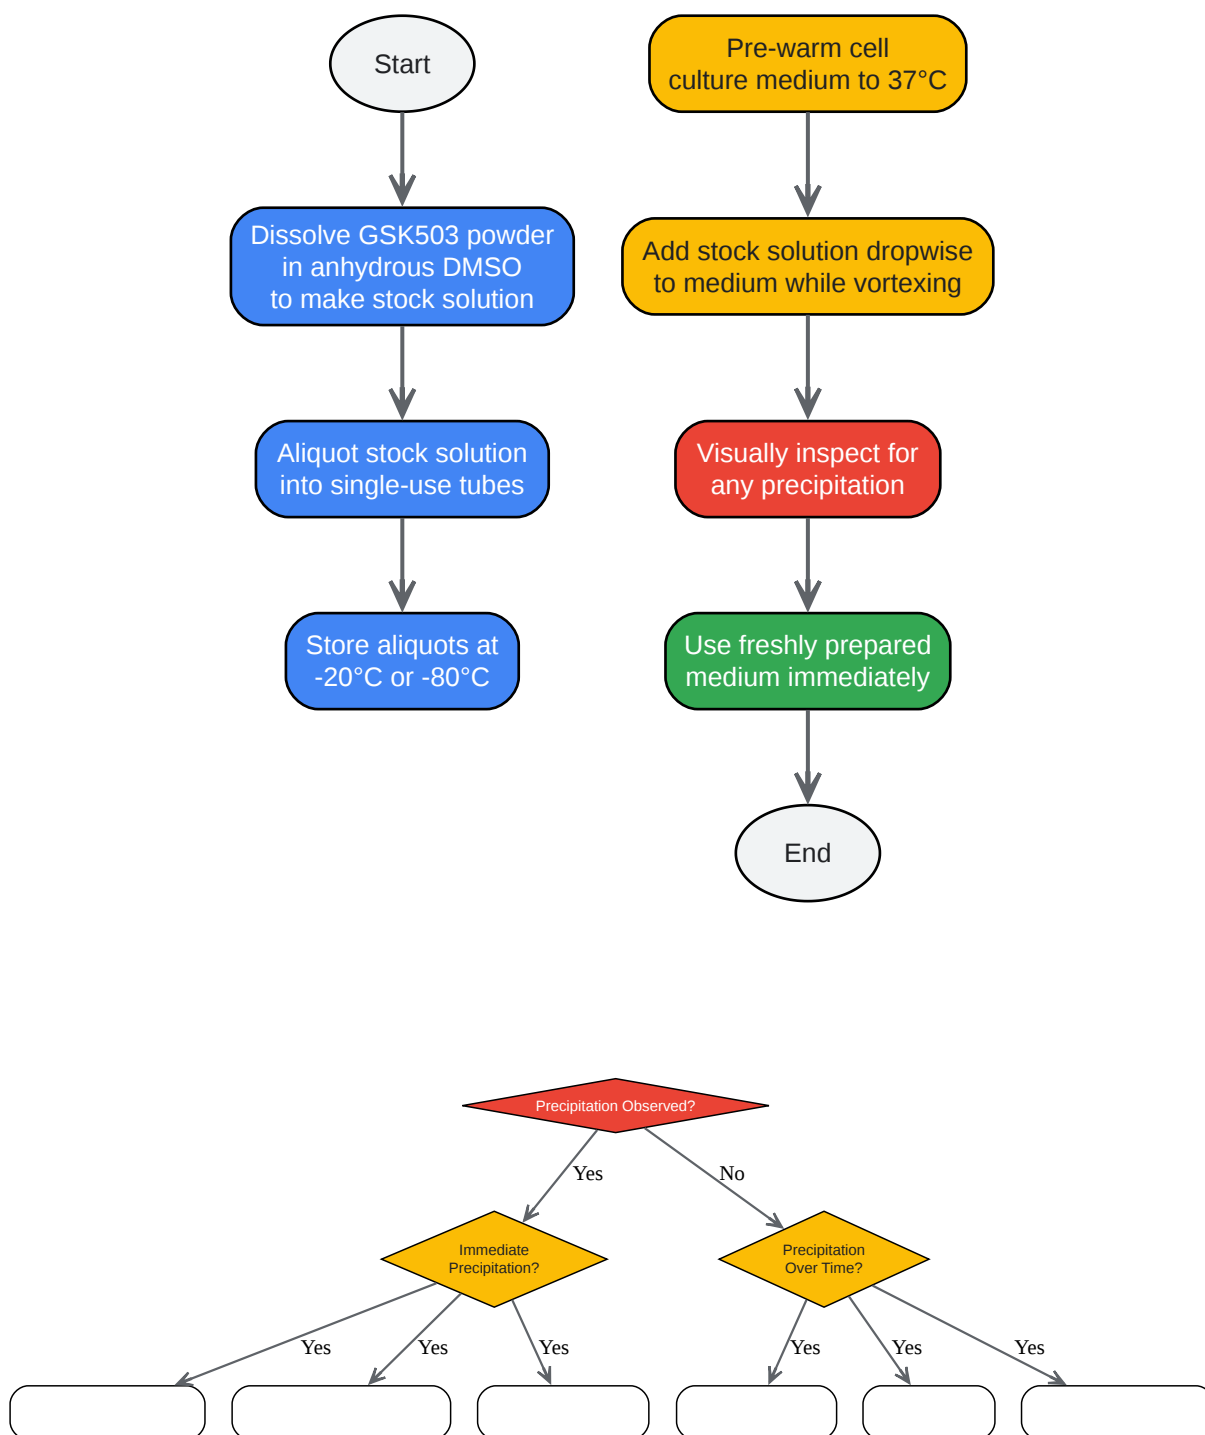 Start
Dissolve GSK503 powder
in anhydrous DMSO
to make stock solution
Aliquot stock solution
into single-use tubes
Store aliquots at
-20°C or -80°C
Pre-warm cell
culture medium to 37°C
Add stock solution dropwise
to medium while vortexing
Visually inspect for
any precipitation
Use freshly prepared
medium immediately
End
Precipitation Observed?
Yes
No
Immediate
Precipitation?
Precipitation
Over Time?
Yes
Yes
Yes
Yes
Yes
Yes